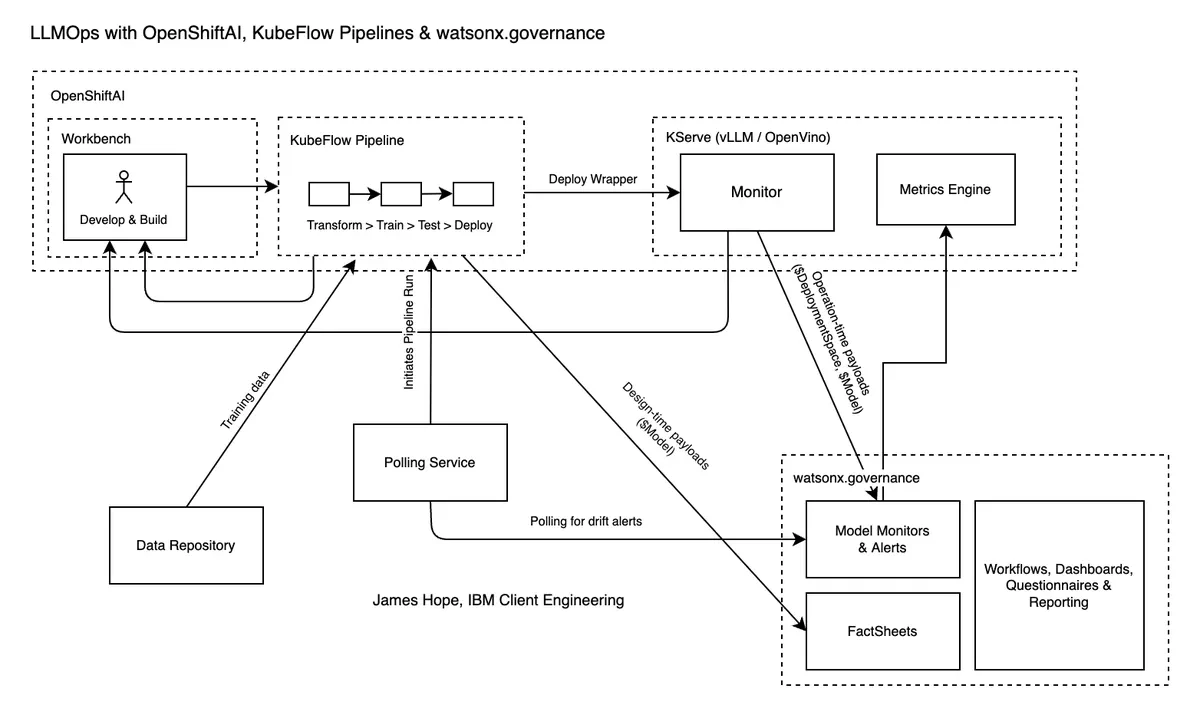 LLMOps with OpenShiftAI, KubeFlow Pipelines & watsonx.governance
OpenShiftAI
Workbench
Develop & Build
KubeFlow Pipeline
Transform > Train > Test > Deploy
Deploy Wrapper
KServe (vLLM / OpenVino)
Monitor
Metrics Engine
Training data
Initiates Pipeline Run
Design-time payloads
($Model)
Operation-time payloads
($DeploymentSpace, $Model)
Data Repository
Polling Service
Polling for drift alerts
watsonx.governance
Model Monitors
& Alerts
FactSheets
Workflows, Dashboards,
Questionnaires &
Reporting
James Hope, IBM Client Engineering